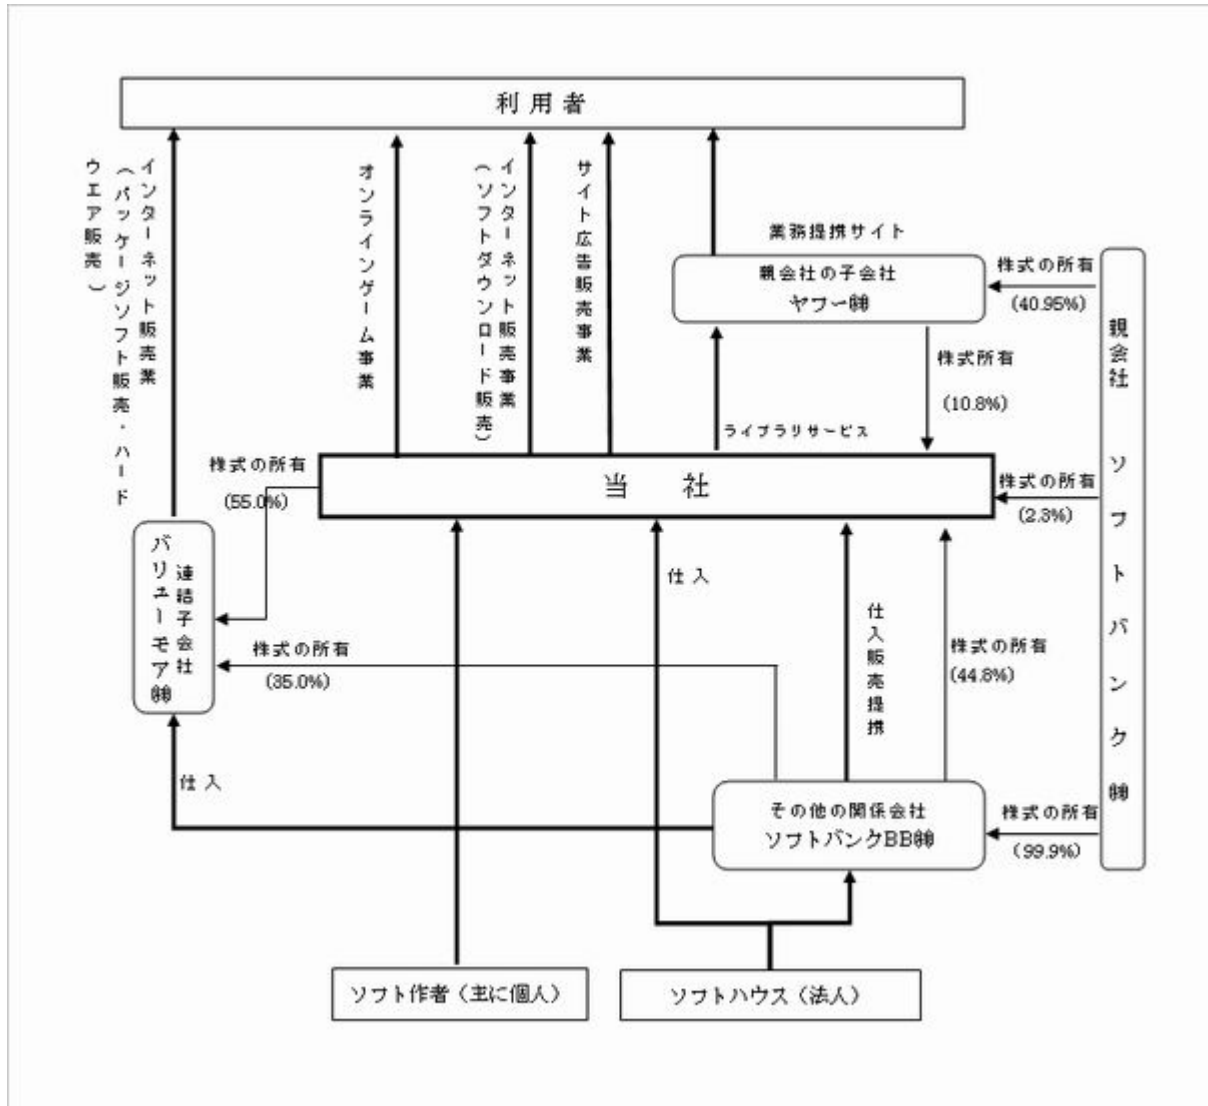 利用者
インターネット販売業
(パッケージソフト販売・ハード
ウエア販売)
オンラインゲーム事業
インターネット販売事業
(ソフトダウンロード販売)
サイト広告販売事業
業務提携サイト
親会社の子会社
ヤフー㈱
株式の所有
(40.95%)
親会社 ソフトバンク㈱
株式所有
(10.8%)
ライブラリサービス
株式の所有
(55.0%)
当 社
株式の所有
(2.3%)
連結子会社
バリューモア㈱
仕入
仕入販売提携
株式の所有
(44.8%)
株式の所有
(35.0%)
仕入
その他の関係会社
ソフトバンクBB㈱
株式の所有
(99.9%)
ソフト作者(主に個人)
ソフトハウス(法人)